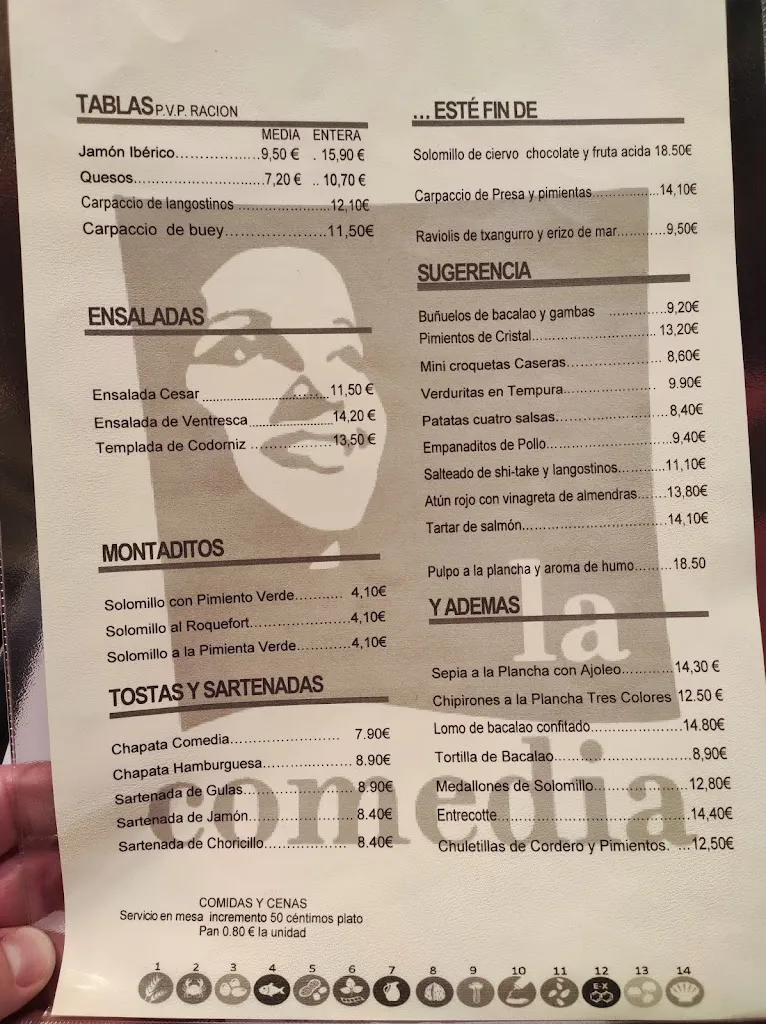 TABLAS P.V.P. RACION
MEDIA ENTERA
Jamón Ibérico......................9,50 € . 15,90 €
Quesos..............................7,20 € .. 10,70 €
Carpaccio de langostinos ........................12,10€
Carpaccio de buey......................11,50€
ENSALADAS
Ensalada Cesar ..............................11,50 €
Ensalada de Ventresca....................14,20 €
Templada de Codorniz ....................13,50 €
MONTADITOS
Solomillo con Pimiento Verde........... 4,10€
Solomillo al Roquefort........................4,10€
Solomillo a la Pimienta Verde............4,10€
TOSTAS Y SARTENADAS
Chapata Comedia........................ 7.90€
Chapata Hamburguesa.................... 8.90€
Sartenada de Gulas........................ 8.90€
Sartenada de Jamón...................... 8.40€
Sartenada de Choricillo................... 8.40€
COMIDAS Y CENAS
Servicio en mesa incremento 50 céntimos plato
Pan 0.80 € la unidad
... ESTÉ FIN DE
Solomillo de ciervo chocolate y fruta acida 18.50€
Carpaccio de Presa y pimientas................14,10€
Raviolis de txangurro y erizo de mar............9,50€
SUGERENCIA
Buñuelos de bacalao y gambas ..............9,20€
Pimientos de Cristal.............................. 13,20€
Mini croquetas Caseras........................ 8,60€
Verduritas en Tempura........................ 9.90€
Patatas cuatro salsas............................ 8,40€
Empanaditos de Pollo...............................9,40€
Salteado de shi-take y langostinos............11,10€
Atún rojo con vinagreta de almendras.......13,80€
Tartar de salmón.................................... 14,10€
Pulpo a la plancha y aroma de humo.........18.50
Y ADEMAS
Sepia a la Plancha con Ajoleo.............14,30 €
Chipirones a la Plancha Tres Colores 12.50 €
Lomo de bacalao confitado....................14.80€
Tortilla de Bacalao...............................8,90€
Medallones de Solomillo.....................12,80€
Entrecotte..........................................14,40€
Chuletillas de Cordero y Pimientos. ...12,50€
la
comedia
1 2 3 4 5 6 7 8 9 10 11 12 13 14
E-X